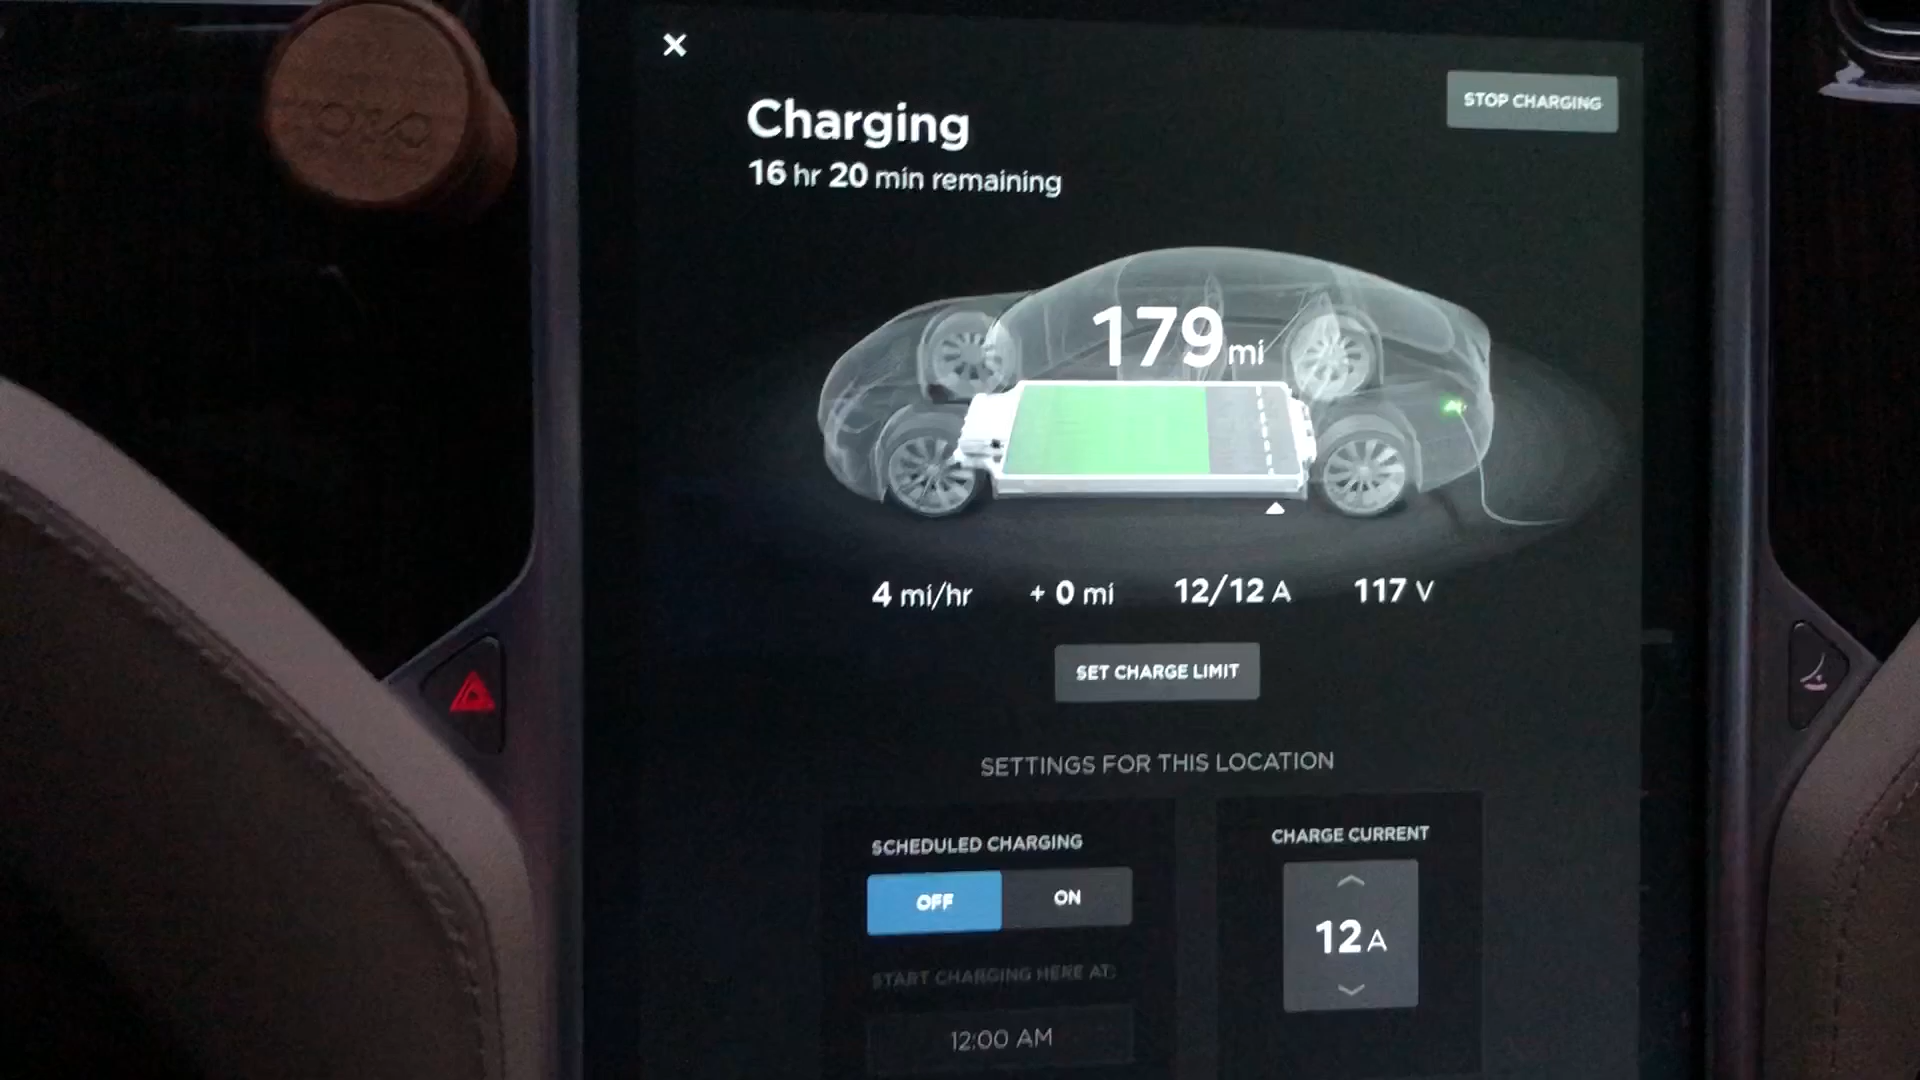 Charging
STOP CHARGING
16 hr 20 min remaining
179 mi
4 mi/hr + 0 mi 12/12 A 117 V
SET CHARGE LIMIT
SETTINGS FOR THIS LOCATION
SCHEDULED CHARGING
CHARGE CURRENT
OFF ON
12 A
START CHARGING HERE AT:
12:00 AM